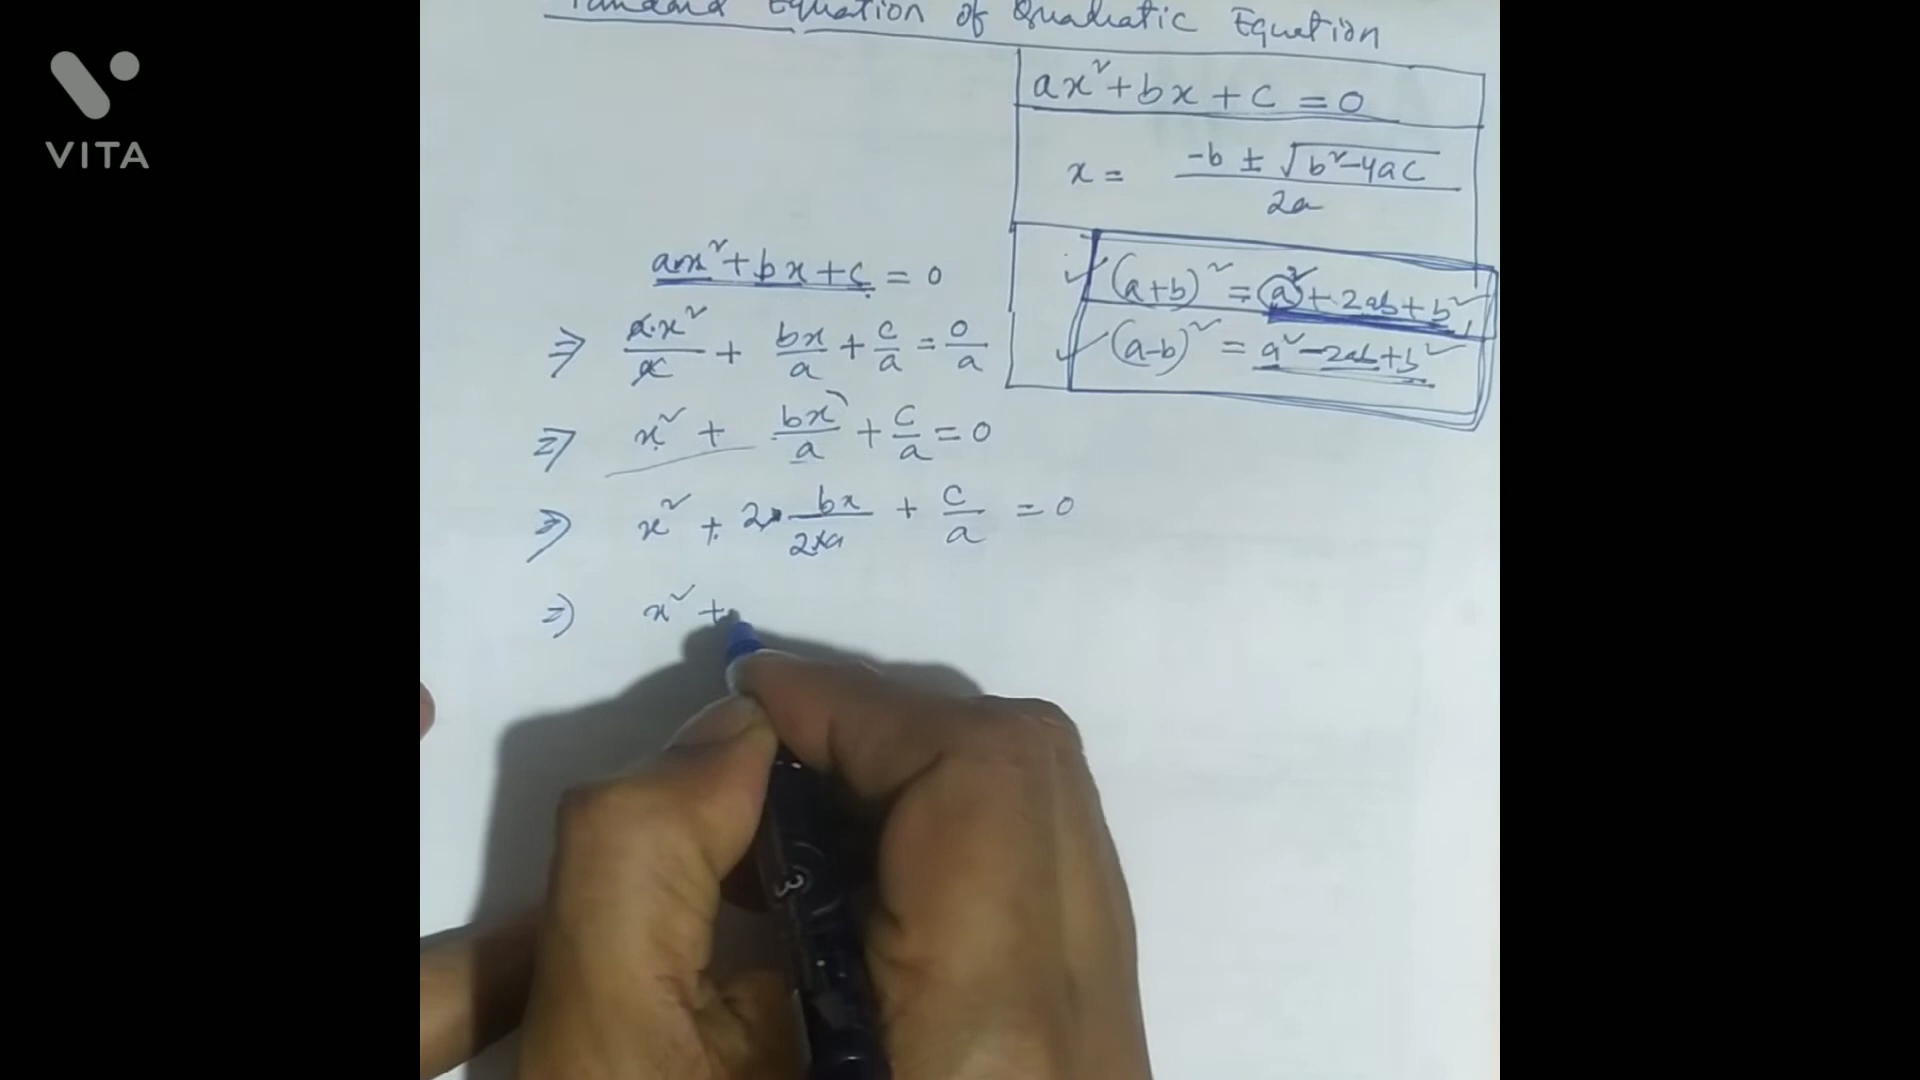 VITA
Equation of Quadratic Equation
ax² + bx + c = 0
x = -b ± √b²-4ac / 2a
(a+b)² = a² + 2ab + b²
(a-b)² = a² - 2ab + b²
ax² + bx + c = 0
⇒ a.x²/a + bx/a + c/a = 0/a
⇒ x² + bx/a + c/a = 0
⇒ x² + 2· bx/2×a + c/a = 0
⇒ x² +